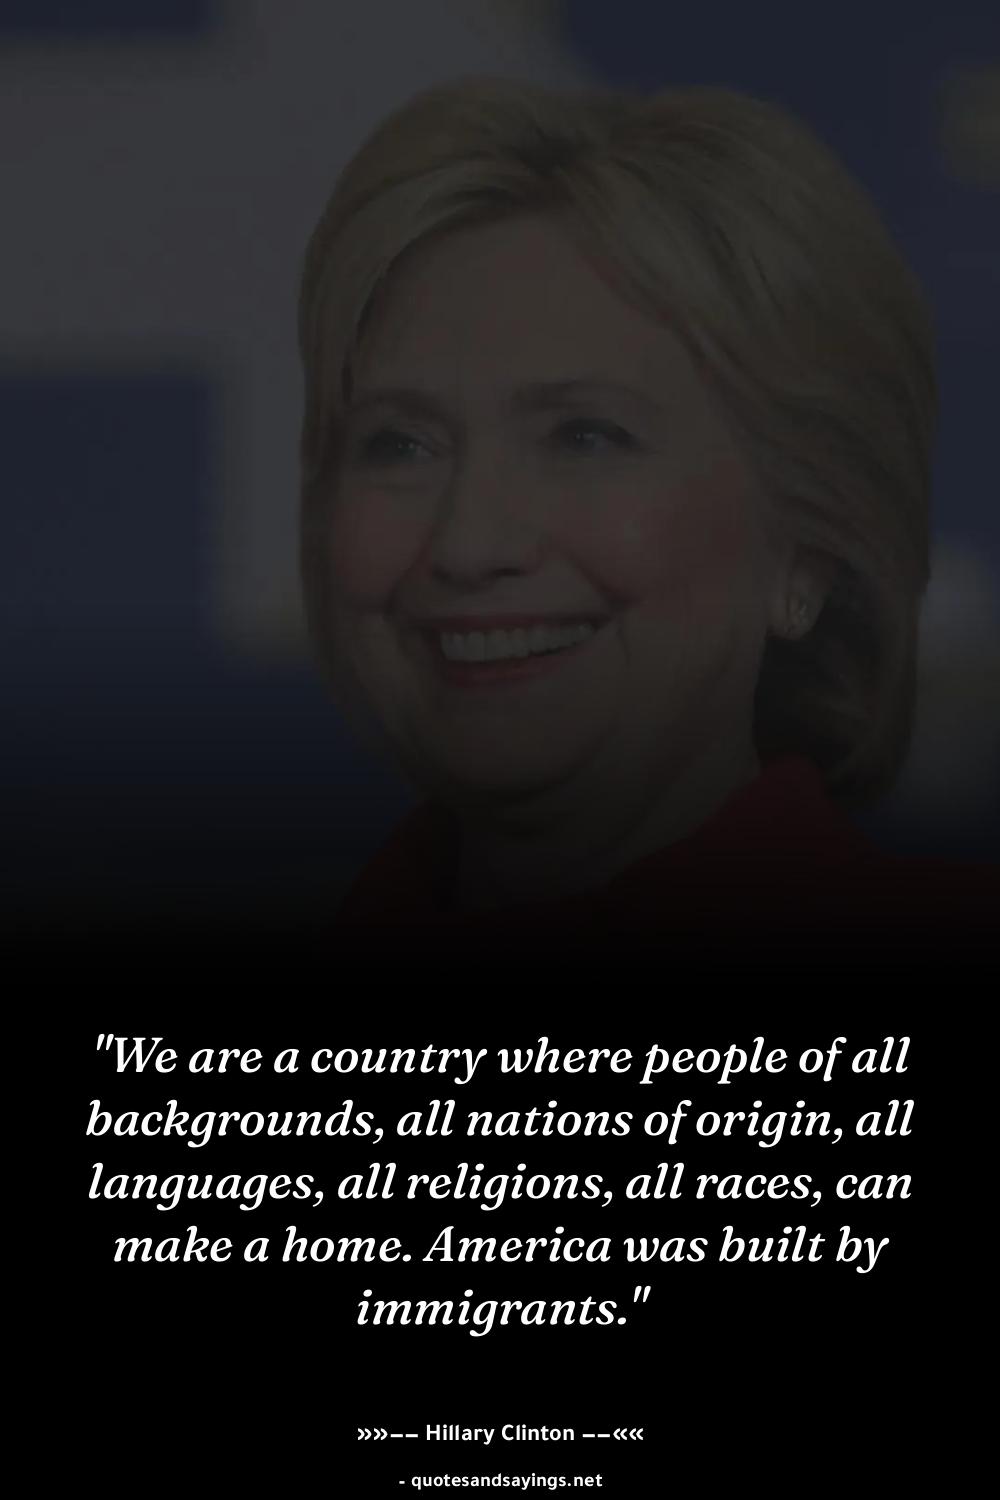 "We are a country where people of all
backgrounds, all nations of origin, all
languages, all religions, all races, can
make a home. America was built by
immigrants."
»»–– Hillary Clinton ––««
- quotesandsayings.net